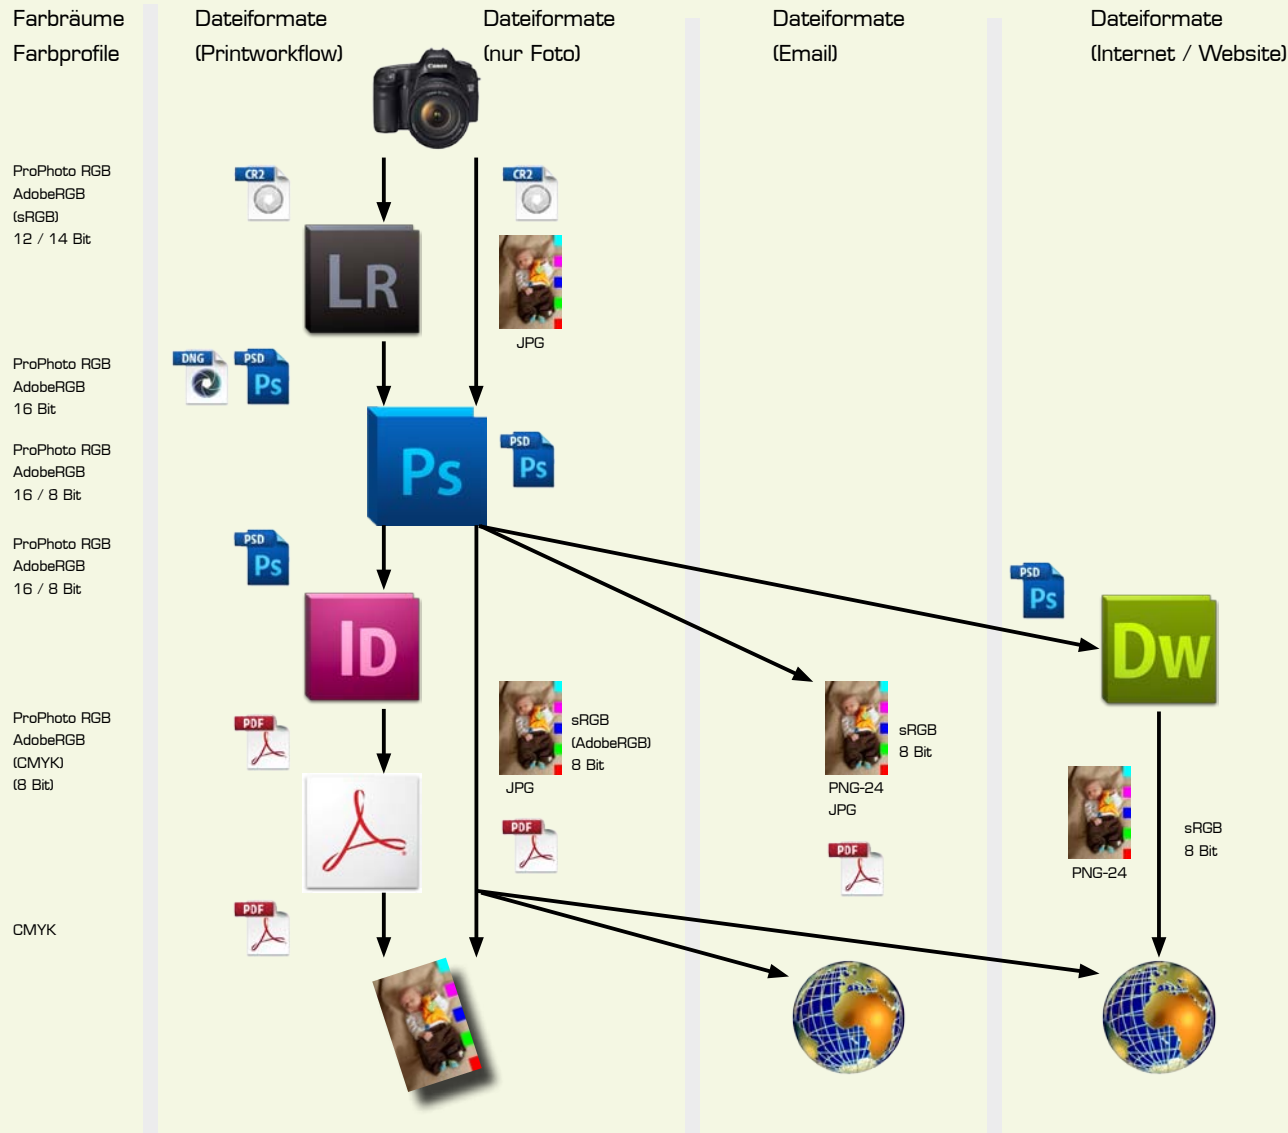 Farbräume
Farbprofile
Dateiformate
(Printworkflow)
Dateiformate
(nur Foto)
Dateiformate
(Email)
Dateiformate
(Internet / Website)
Canon
ProPhoto RGB
AdobeRGB
(sRGB)
12 / 14 Bit
CR2
CR2
LR
JPG
ProPhoto RGB
AdobeRGB
16 Bit
DNG
PSD
Ps
ProPhoto RGB
AdobeRGB
16 / 8 Bit
Ps
PSD
Ps
ProPhoto RGB
AdobeRGB
16 / 8 Bit
PSD
Ps
ID
PSD
Ps
Dw
ProPhoto RGB
AdobeRGB
(CMYK)
(8 Bit)
PDF
sRGB
(AdobeRGB)
8 Bit
JPG
PDF
sRGB
8 Bit
PNG-24
JPG
PDF
sRGB
8 Bit
PNG-24
CMYK
PDF